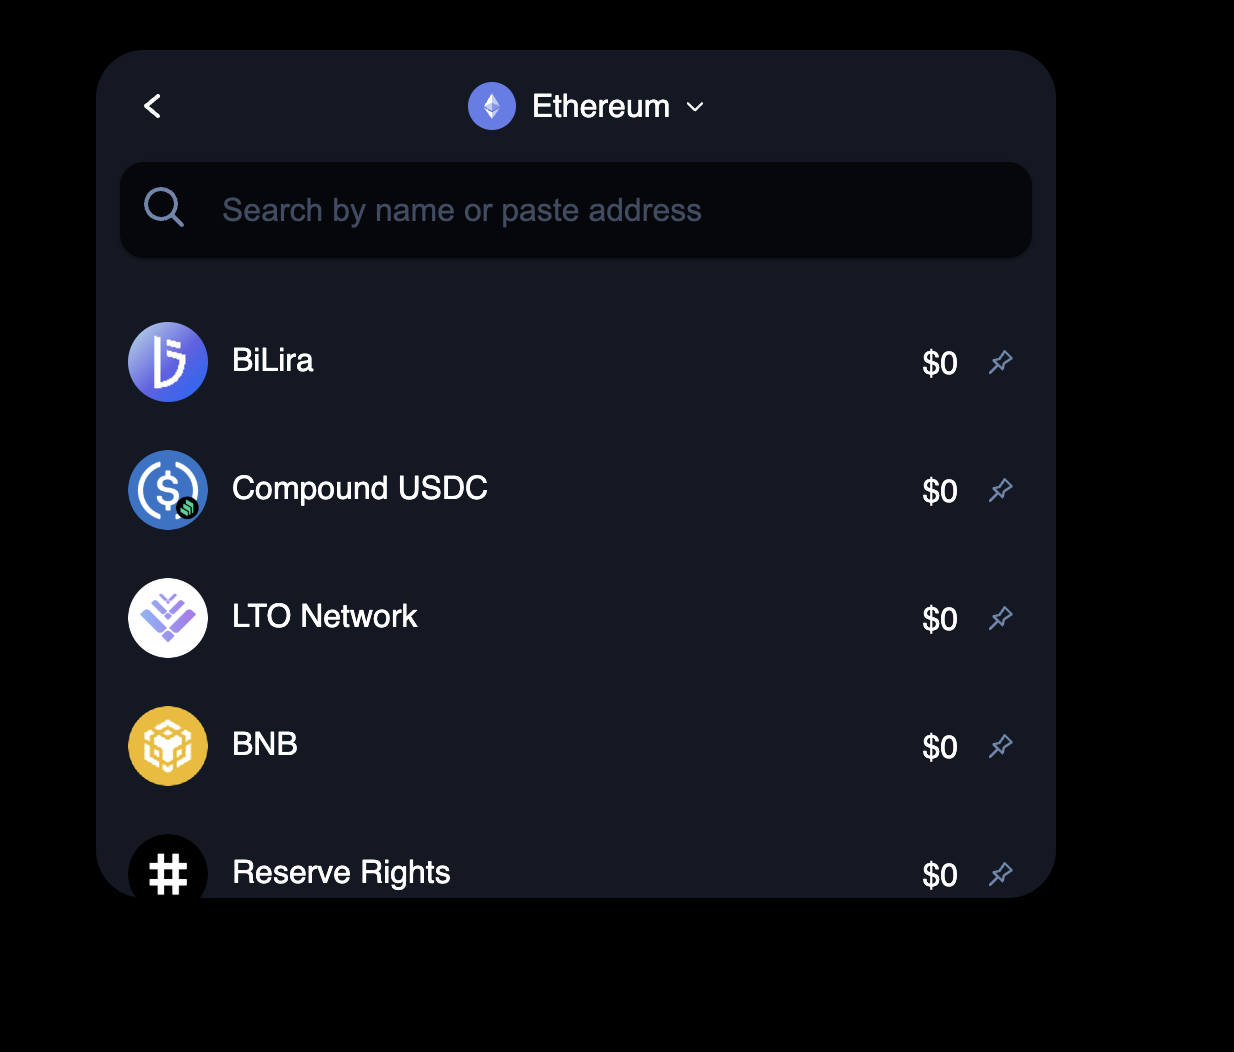 Ethereum
Search by name or paste address
BiLira
$0
Compound USDC
$0
LTO Network
$0
BNB
$0
Reserve Rights
$0